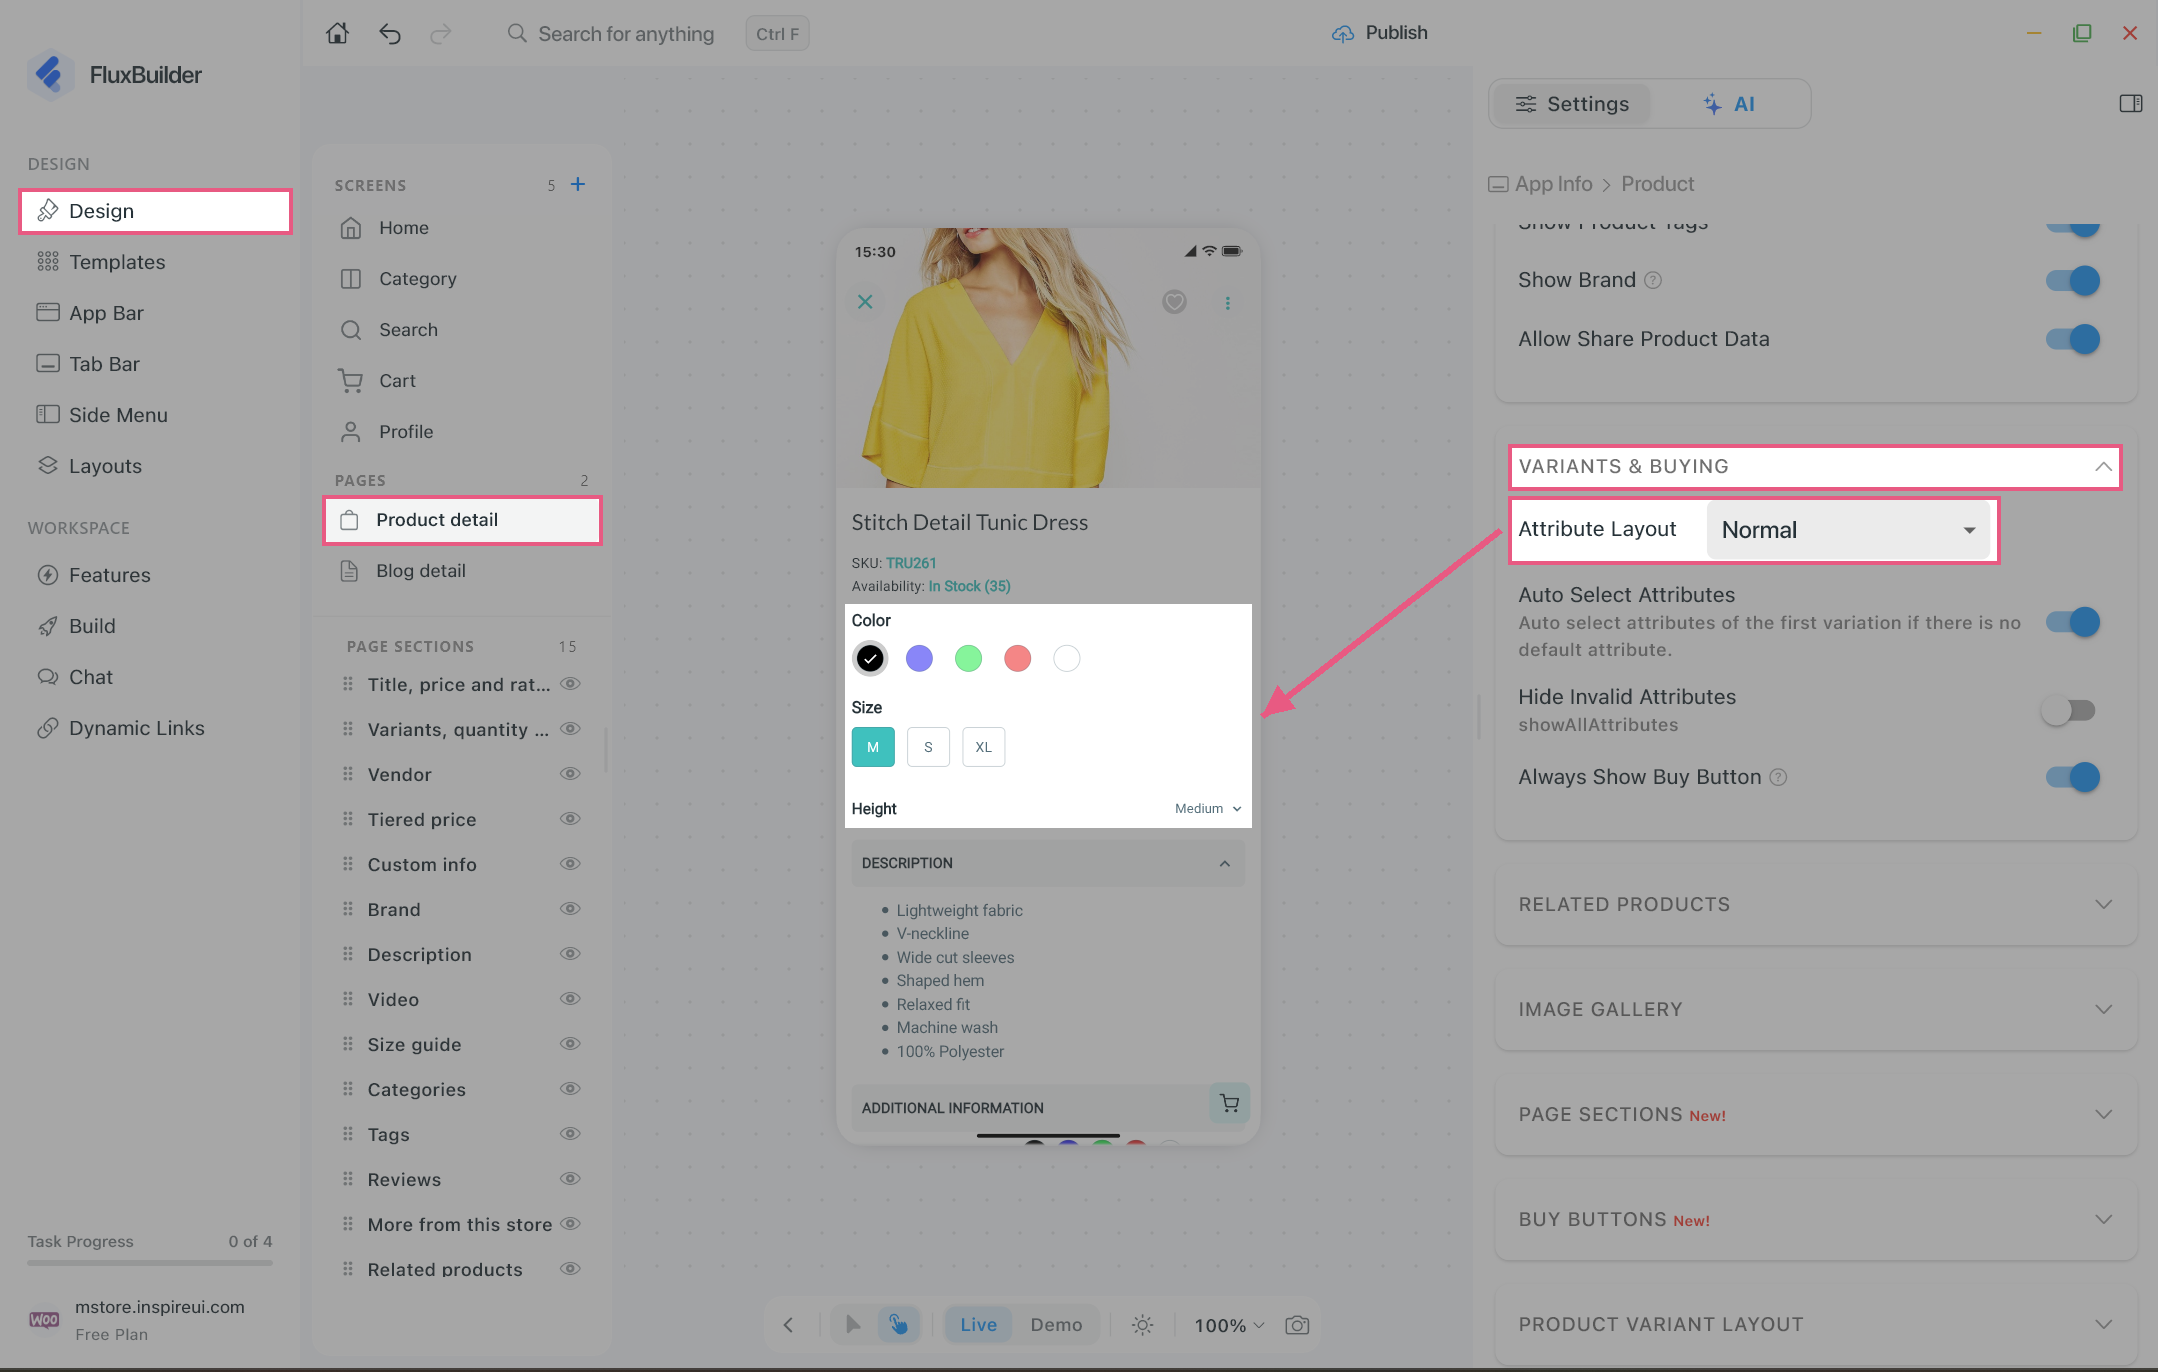 FluxBuilder
DESIGN
Design
Templates
App Bar
Tab Bar
Side Menu
Layouts
WORKSPACE
Features
Build
Chat
Dynamic Links
Task Progress 0 of 4
WOO
mstore.inspireui.com
Free Plan
Search for anything Ctrl F
Publish
SCREENS 5
Home
Category
Search
Cart
Profile
PAGES 2
Product detail
Blog detail
PAGE SECTIONS 15
Title, price and rat...
Variants, quantity ...
Vendor
Tiered price
Custom info
Brand
Description
Video
Size guide
Categories
Tags
Reviews
More from this store
Related products
15:30
Stitch Detail Tunic Dress
SKU: TRU261
Availability: In Stock (35)
Color
Size
M S XL
Height Medium
DESCRIPTION
Lightweight fabric
V-neckline
Wide cut sleeves
Shaped hem
Relaxed fit
Machine wash
100% Polyester
ADDITIONAL INFORMATION
Live Demo 100%
Settings AI
App Info > Product
Show Product Tags
Show Brand
Allow Share Product Data
VARIANTS & BUYING
Attribute Layout Normal
Auto Select Attributes
Auto select attributes of the first variation if there is no
default attribute.
Hide Invalid Attributes
showAllAttributes
Always Show Buy Button
RELATED PRODUCTS
IMAGE GALLERY
PAGE SECTIONS New!
BUY BUTTONS New!
PRODUCT VARIANT LAYOUT